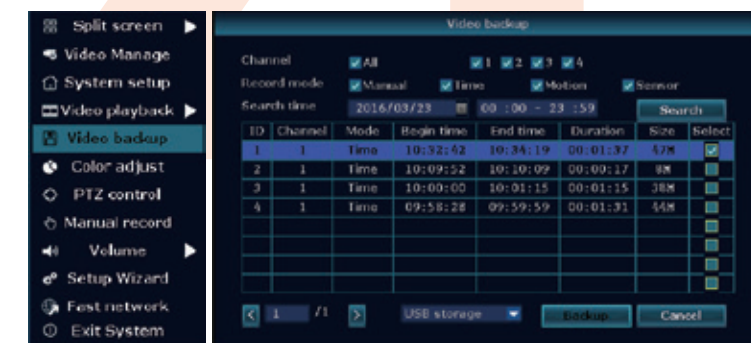 Split screen
Video Manage
System setup
Video playback
Video backup
Color adjust
PTZ control
Manual record
Volume
Setup Wizard
Fast network
Exit System
Video backup
Channel All 1 2 3 4
Record mode Manual Time Motion Sensor
Search time 2016/03/23 00 :00 - 23 :59 Search
ID Channel Mode Begin time End time Duration Size Select
1 1 Time 10:32:42 10:34:19 00:01:37 47M
2 1 Time 10:09:52 10:10:09 00:00:17 8M
3 1 Time 10:00:00 10:01:15 00:01:15 38M
4 1 Time 09:58:28 09:59:59 00:01:31 44M
< 1 /1 > USB storage Backup Cancel